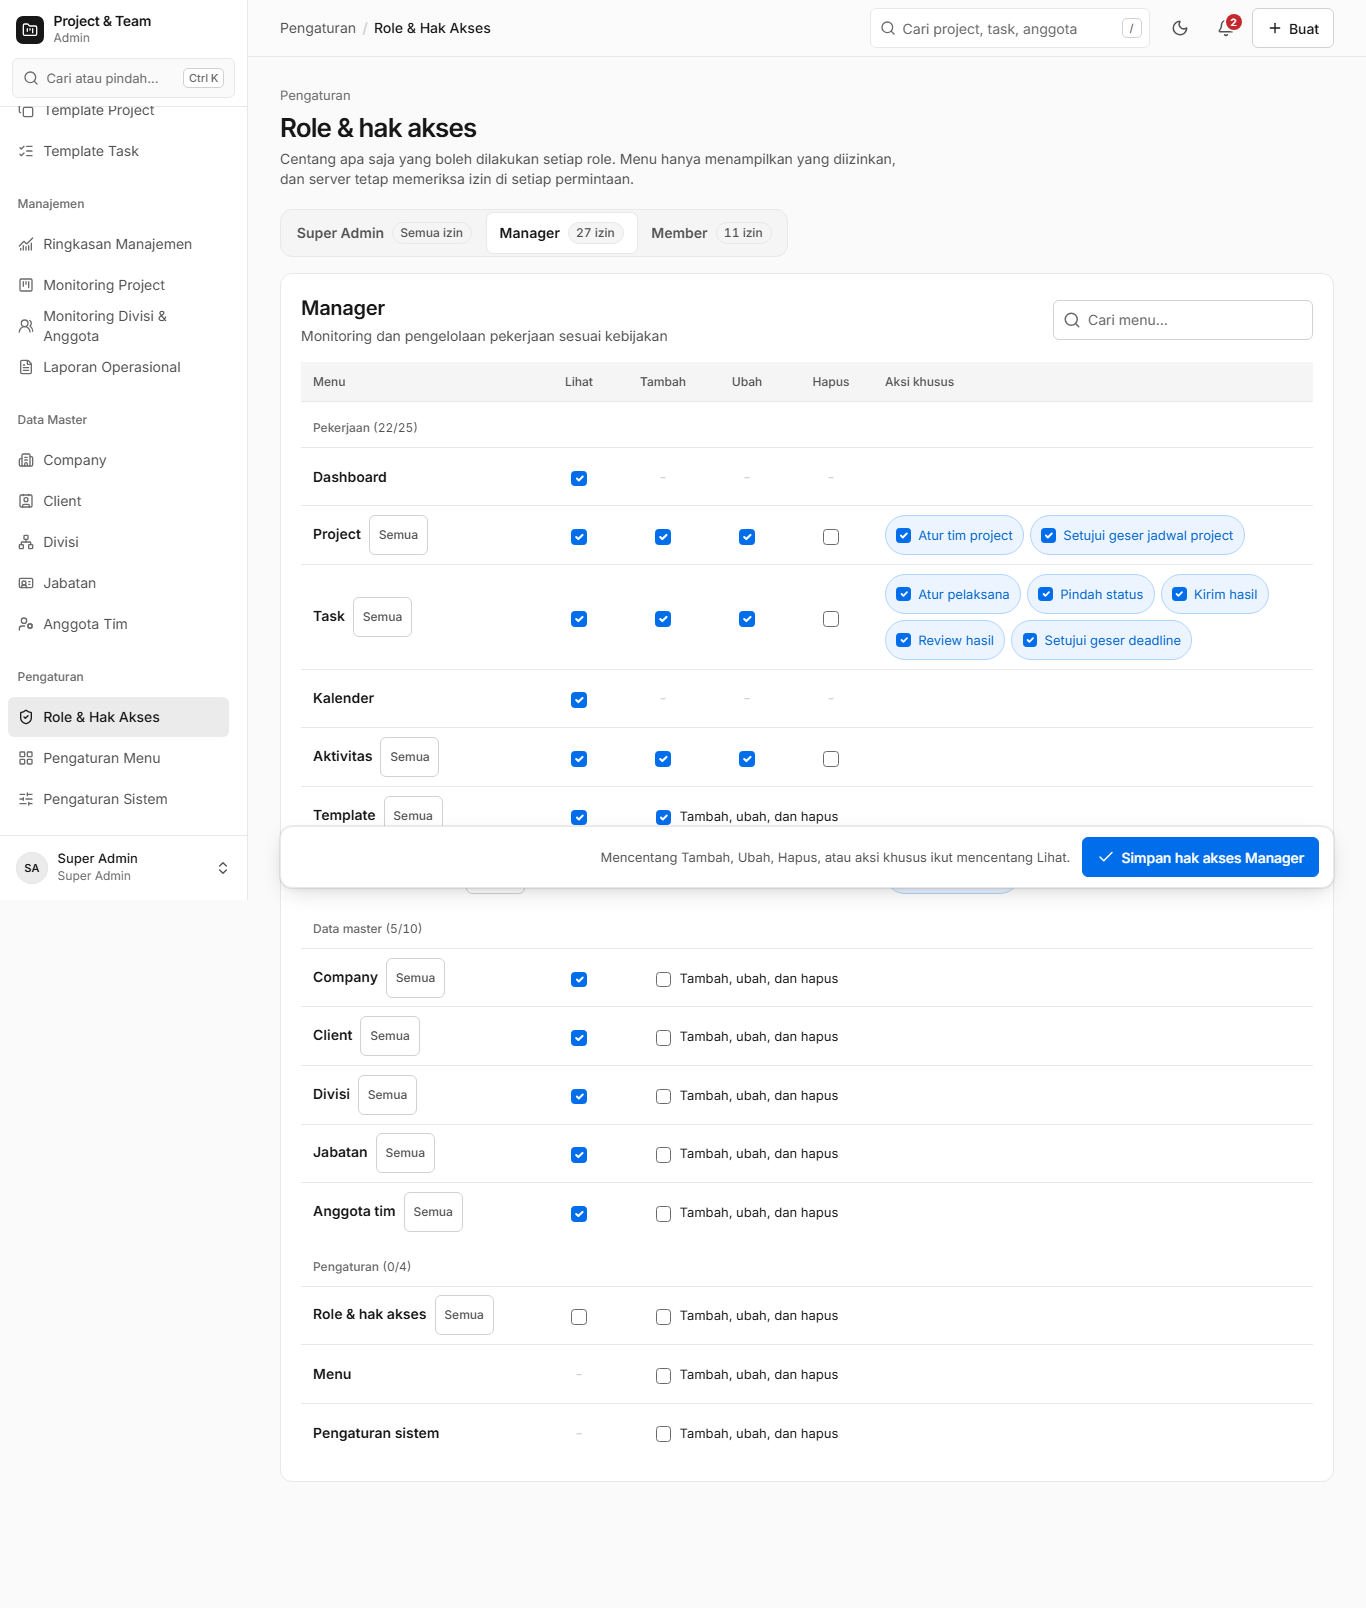 Project & Team
Admin
Cari atau pindah...
Ctrl K
Template Project
Template Task
Manajemen
Ringkasan Manajemen
Monitoring Project
Monitoring Divisi &
Anggota
Laporan Operasional
Data Master
Company
Client
Divisi
Jabatan
Anggota Tim
Pengaturan
Role & Hak Akses
Pengaturan Menu
Pengaturan Sistem
SA
Super Admin
Super Admin
Pengaturan / Role & Hak Akses
Cari project, task, anggota
/
2
Buat
Pengaturan
Role & hak akses
Centang apa saja yang boleh dilakukan setiap role. Menu hanya menampilkan yang diizinkan,
dan server tetap memeriksa izin di setiap permintaan.
Super Admin Semua izin
Manager 27 izin
Member 11 izin
Manager
Monitoring dan pengelolaan pekerjaan sesuai kebijakan
Cari menu...
Menu Lihat Tambah Ubah Hapus Aksi khusus
Pekerjaan (22/25)
Dashboard - - -
Project Semua Atur tim project Setujui geser jadwal project
Task Semua Atur pelaksana Pindah status Kirim hasil
Review hasil Setujui geser deadline
Kalender - - -
Aktivitas Semua
Template Semua Tambah, ubah, dan hapus
Mencentang Tambah, Ubah, Hapus, atau aksi khusus ikut mencentang Lihat.
Simpan hak akses Manager
Data master (5/10)
Company Semua Tambah, ubah, dan hapus
Client Semua Tambah, ubah, dan hapus
Divisi Semua Tambah, ubah, dan hapus
Jabatan Semua Tambah, ubah, dan hapus
Anggota tim Semua Tambah, ubah, dan hapus
Pengaturan (0/4)
Role & hak akses Semua Tambah, ubah, dan hapus
Menu - Tambah, ubah, dan hapus
Pengaturan sistem - Tambah, ubah, dan hapus